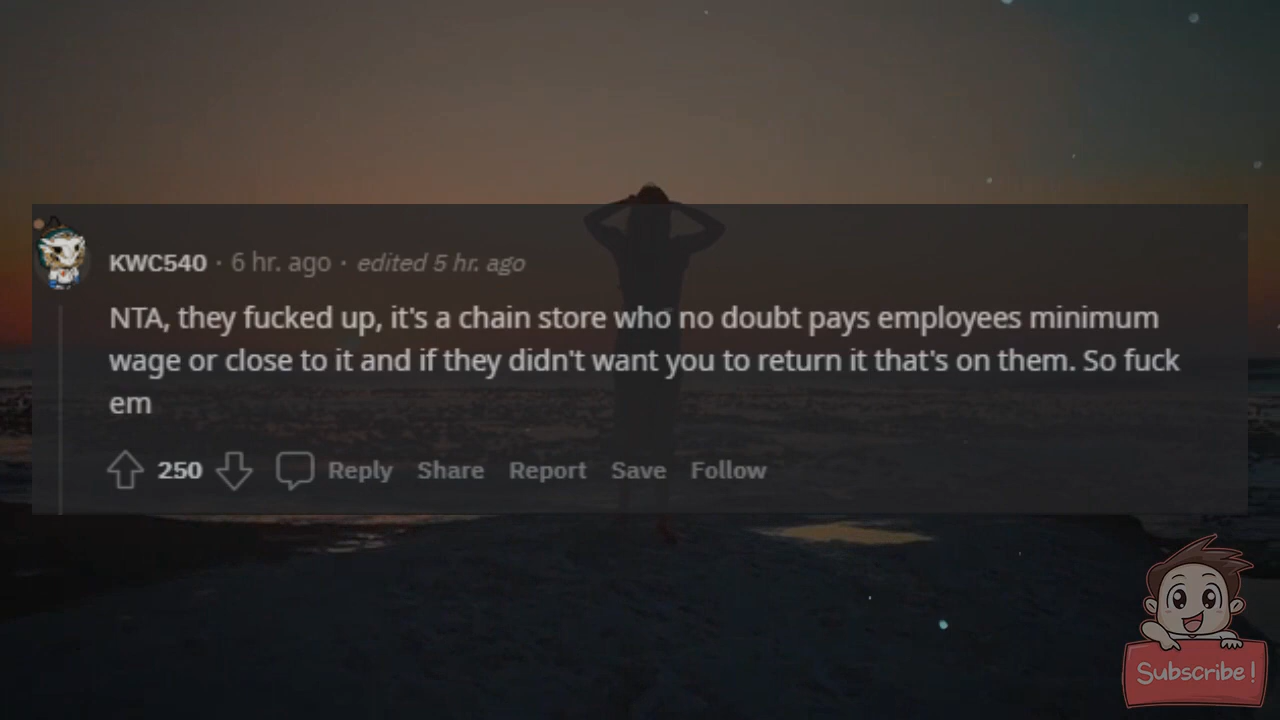 KWC540 · 6 hr. ago · edited 5 hr. ago
NTA, they fucked up, it's a chain store who no doubt pays employees minimum
wage or close to it and if they didn't want you to return it that's on them. So fuck
em
250 Reply Share Report Save Follow
Subscribe!